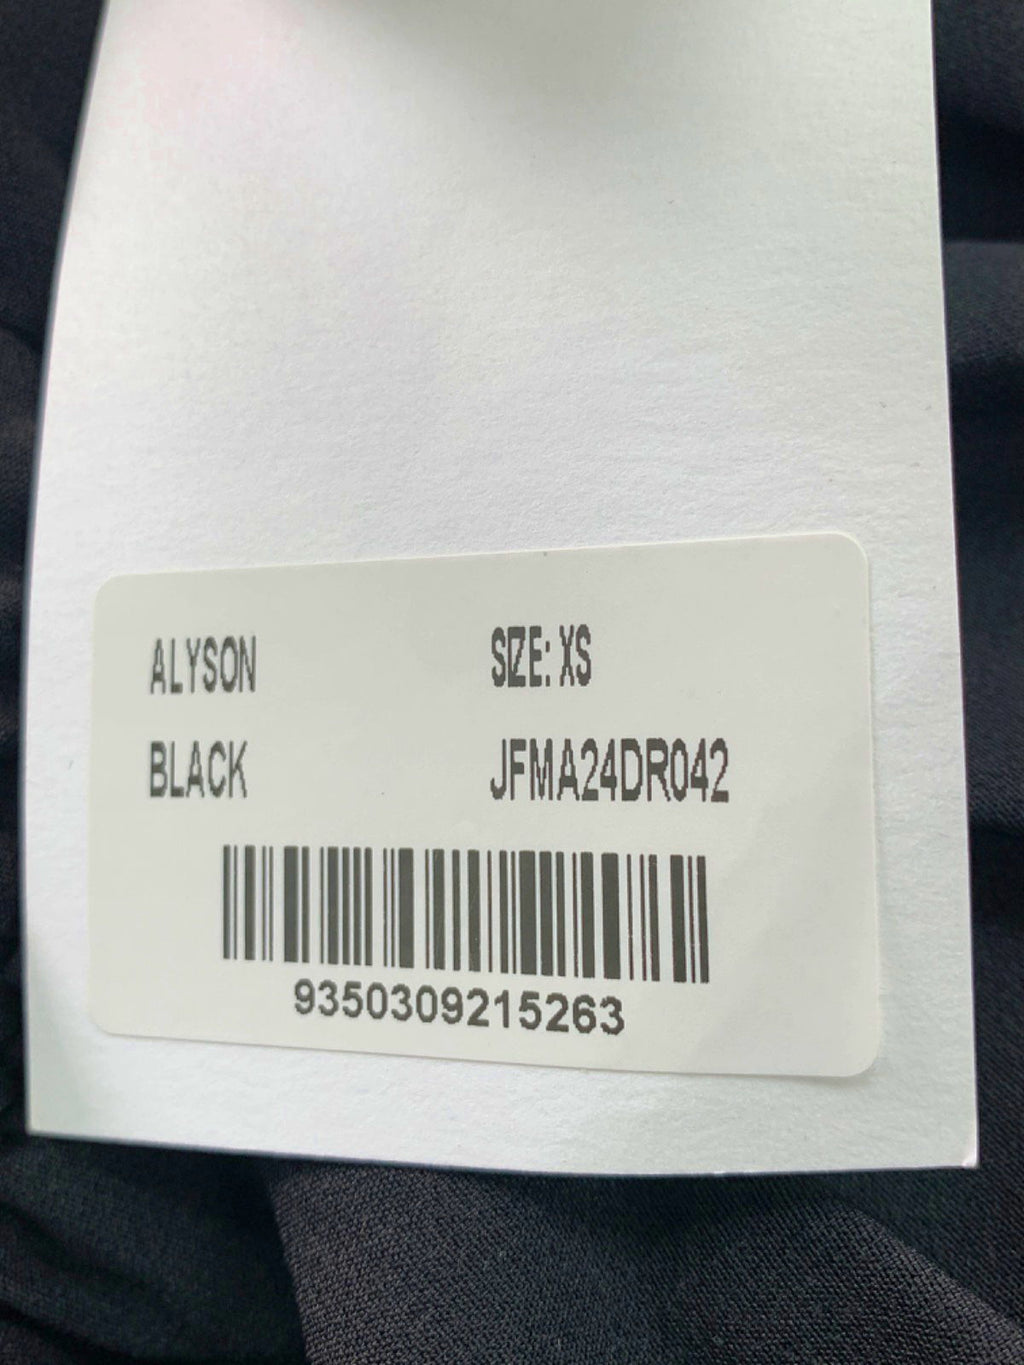 ALYSON SIZE: XS
BLACK JFMA24DR042
9350309215263